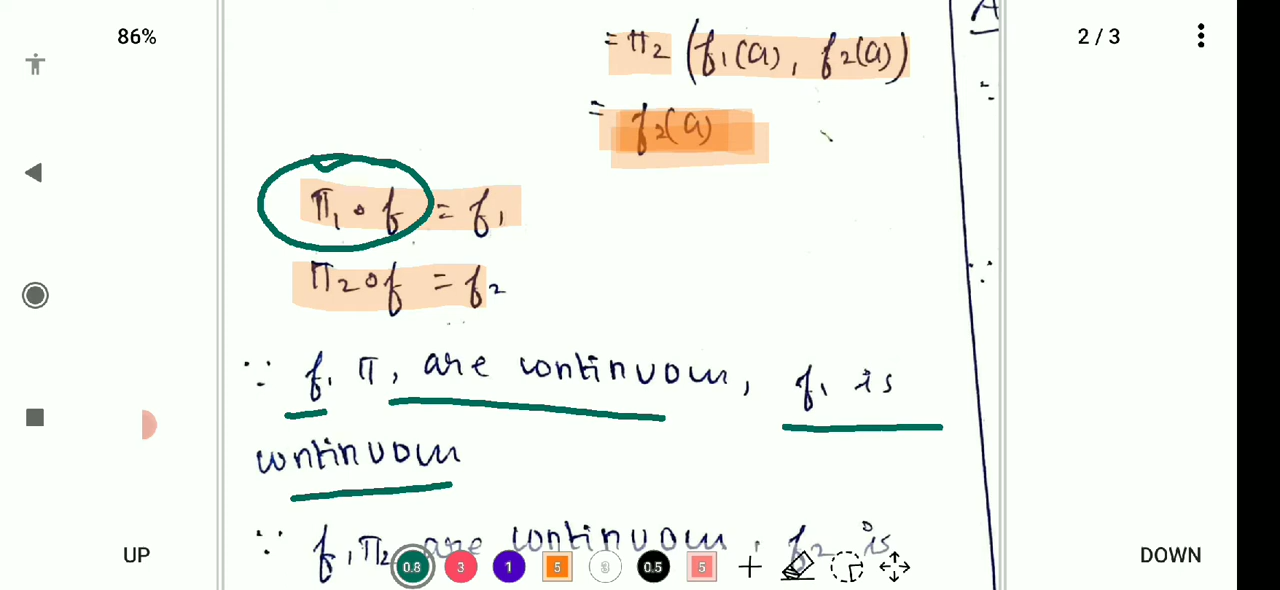 86%
2 / 3
= π₂ (f₁(a), f₂(a))
= f₂(a)
π₁ ∘ f = f₁
π₂ ∘ f = f₂
∵ f, π₁ are continuous, f₁ is
continuous
∵ f, π₂ are continuous, f₂ is
UP
0.8 3 1 5 3 0.5 5
DOWN